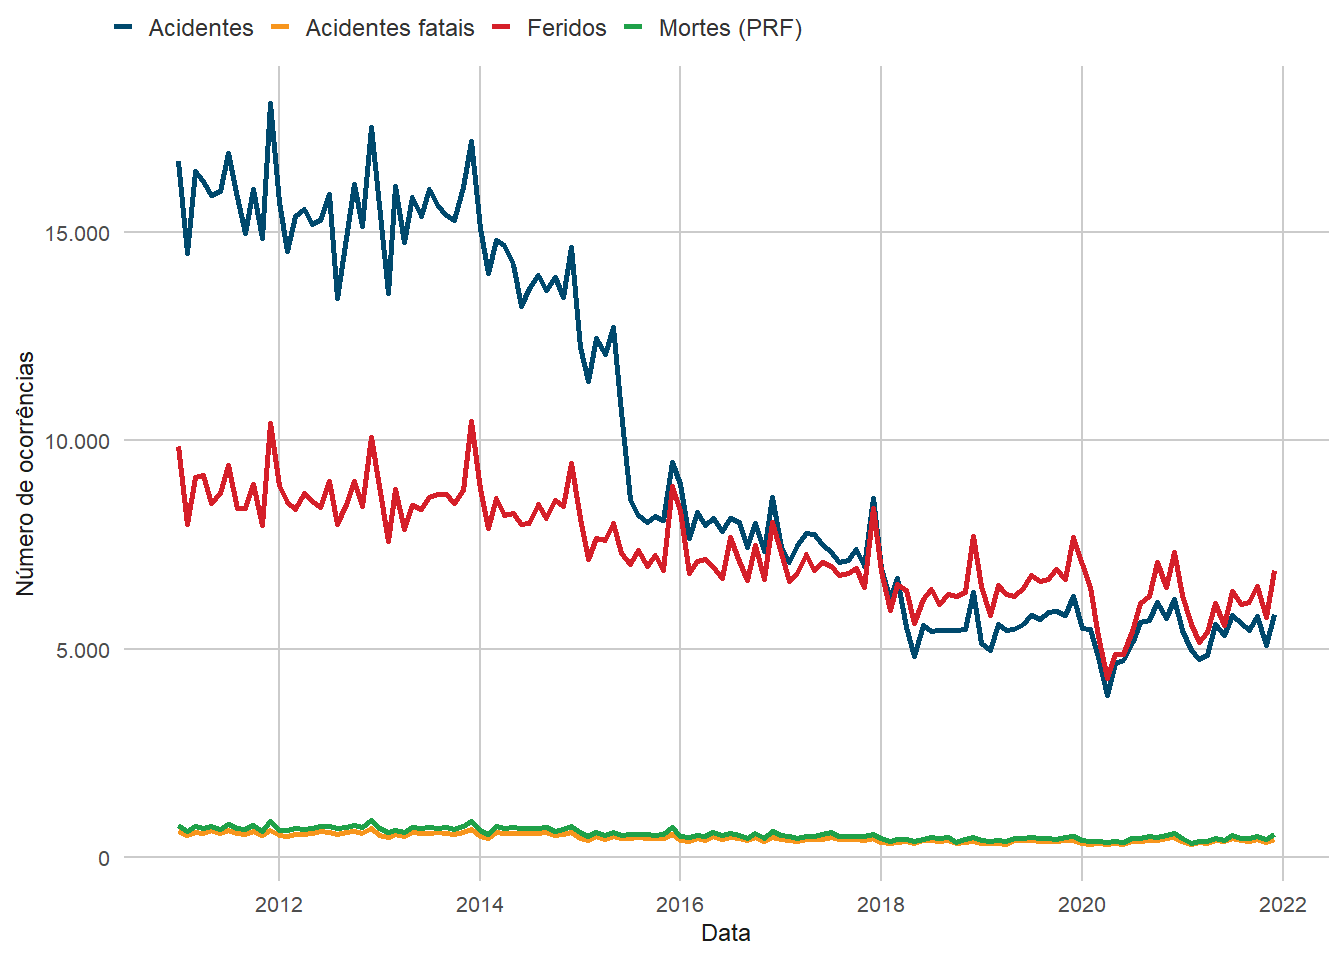 Acidentes Acidentes fatais Feridos Mortes (PRF)
Número de ocorrências
15.000
10.000
5.000
0
2012 2014 2016 2018 2020 2022
Data